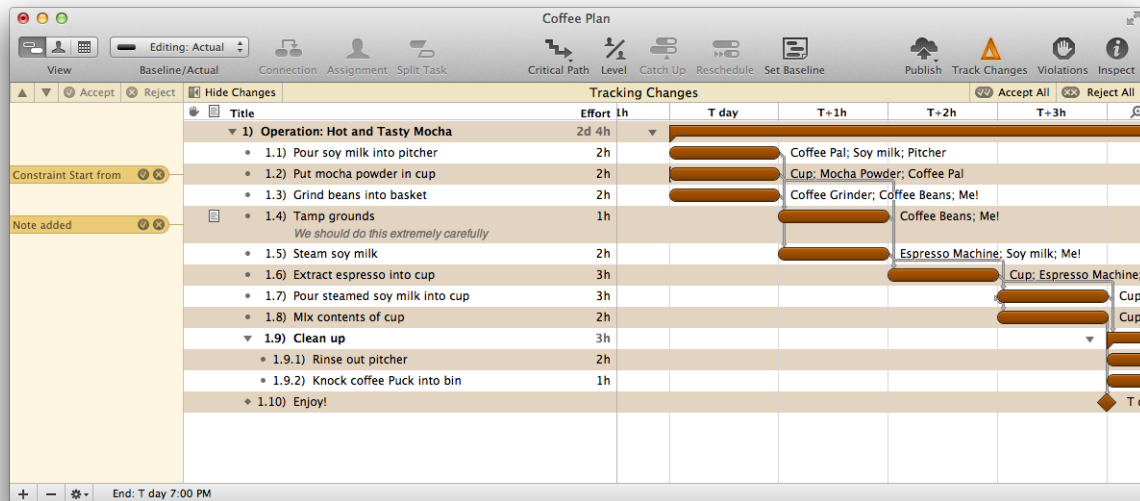 Coffee Plan
Editing: Actual
View Baseline/Actual Connection Assignment Split Task Critical Path Level Catch Up Reschedule Set Baseline Publish Track Changes Violations Inspect
Accept Reject Hide Changes Tracking Changes Accept All Reject All
Title Effort 1h T day T+1h T+2h T+3h
1) Operation: Hot and Tasty Mocha 2d 4h
1.1) Pour soy milk into pitcher 2h Coffee Pal; Soy milk; Pitcher
Constraint Start from 1.2) Put mocha powder in cup 2h Cup; Mocha Powder; Coffee Pal
1.3) Grind beans into basket 2h Coffee Grinder; Coffee Beans; Me!
1.4) Tamp grounds 1h Coffee Beans; Me!
Note added We should do this extremely carefully
1.5) Steam soy milk 2h Espresso Machine; Soy milk; Me!
1.6) Extract espresso into cup 3h Cup; Espresso Machine;
1.7) Pour steamed soy milk into cup 3h Cup
1.8) MIx contents of cup 2h Cup
1.9) Clean up 3h
1.9.1) Rinse out pitcher 2h
1.9.2) Knock coffee Puck into bin 1h
1.10) Enjoy! T d
End: T day 7:00 PM